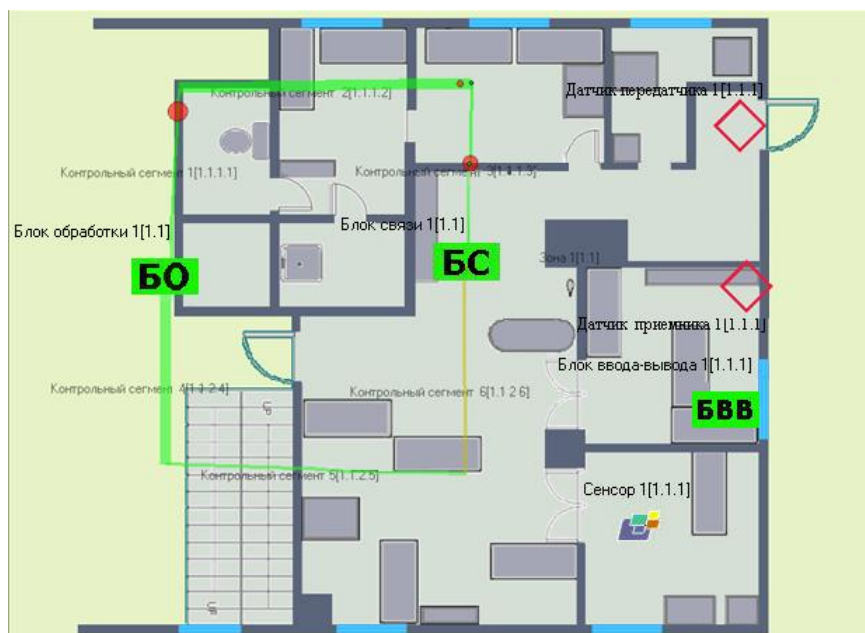 Датчик передатчика 1[1.1.1]
Контрольный сегмент 2[1.1.1.2]
Контрольный сегмент 1[1.1.1.1]
Контрольный сегмент 3[1.1.1.3]
Блок обработки 1[1.1]
Блок связи 1[1.1]
БО
БС
Зона 1[1.1]
Датчик приемника 1[1.1.1]
Блок ввода-вывода 1[1.1.1]
Контрольный сегмент 4[1.1.2.4]
Контрольный сегмент 6[1.1.2.6]
БВВ
Контрольный сегмент 5[1.1.2.5]
Сенсор 1[1.1.1]